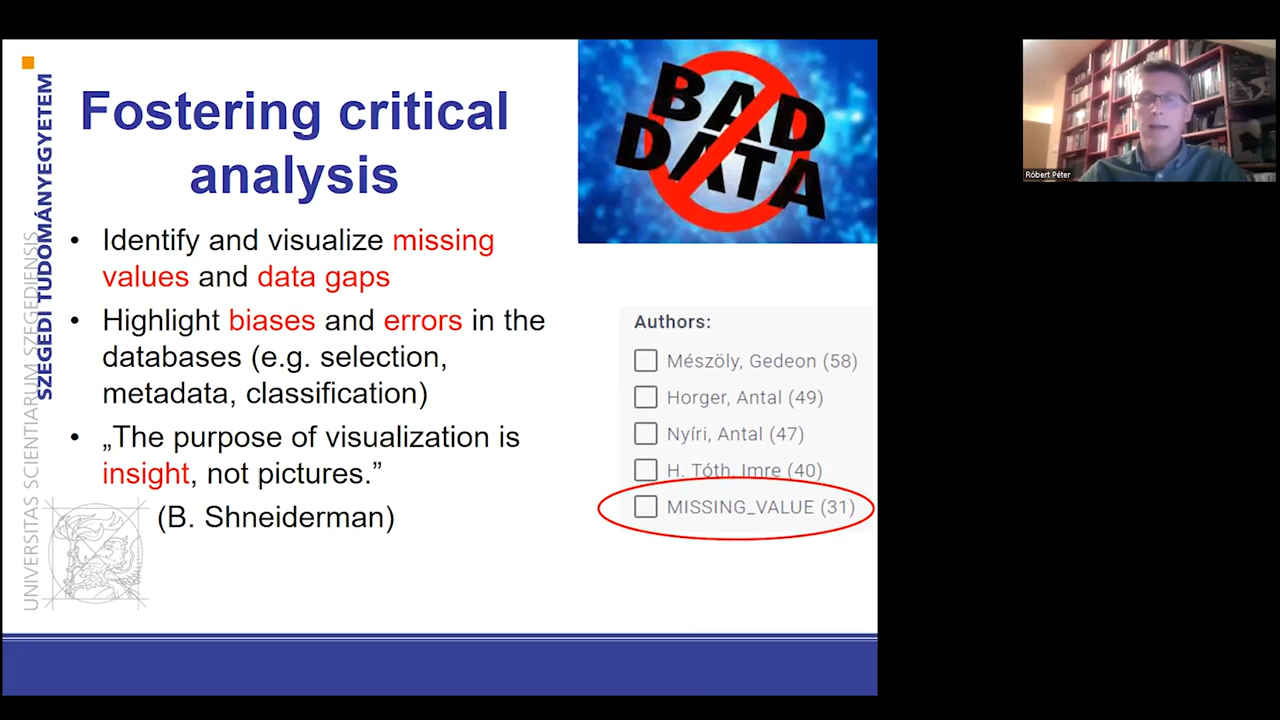 Fostering critical
analysis
• Identify and visualize missing
values and data gaps
• Highlight biases and errors in the
databases (e.g. selection,
metadata, classification)
• „The purpose of visualization is
insight, not pictures.”
(B. Shneiderman)
SZEGEDI TUDOMÁNYEGYETEM
UNIVERSITAS SCIENTIARUM SZEGEDIENSIS
BAD
DATA
Authors:
Mészöly, Gedeon (58)
Horger, Antal (49)
Nyíri, Antal (47)
H. Tóth, Imre (40)
MISSING_VALUE (31)
Róbert Péter